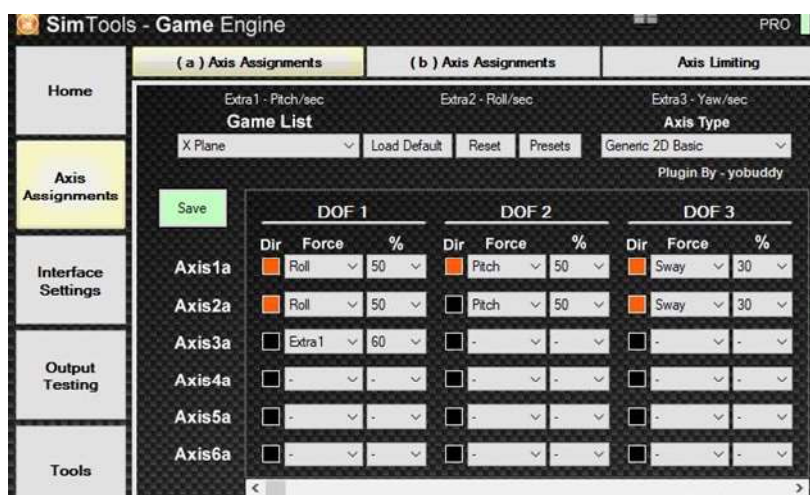 SimTools - Game Engine PRO
( a ) Axis Assignments ( b ) Axis Assignments Axis Limiting
Home
Extra1 - Pitch/sec Extra2 - Roll/sec Extra3 - Yaw/sec
Game List Axis Type
X Plane Load Default Reset Presets Generic 2D Basic
Plugin By - yobuddy
Axis
Assignments
Save DOF 1 DOF 2 DOF 3
Dir Force % Dir Force % Dir Force %
Axis1a Roll 50 Pitch 50 Sway 30
Interface
Settings
Axis2a Roll 50 Pitch 50 Sway 30
Axis3a Extra1 60 - - - -
Output
Testing
Axis4a - - - - - -
Axis5a - - - - - -
Axis6a - - - - - -
Tools